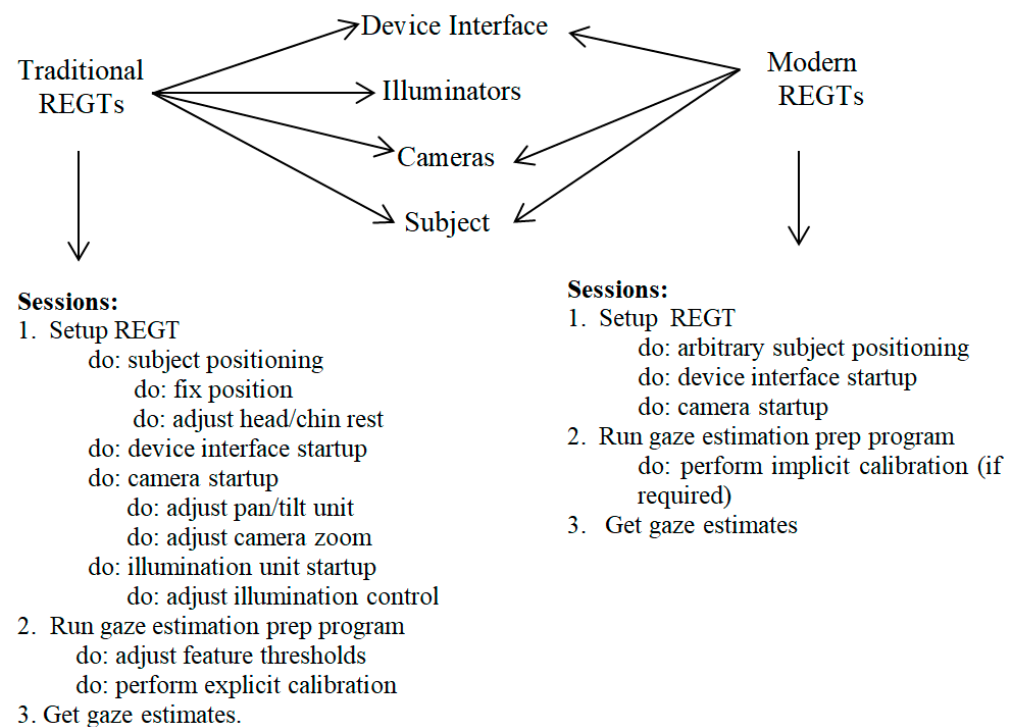 Device Interface
Traditional
REGTs
Illuminators
Cameras
Subject
Modern
REGTs
Sessions:
1. Setup REGT
do: subject positioning
do: fix position
do: adjust head/chin rest
do: device interface startup
do: camera startup
do: adjust pan/tilt unit
do: adjust camera zoom
do: illumination unit startup
do: adjust illumination control
2. Run gaze estimation prep program
do: adjust feature thresholds
do: perform explicit calibration
3. Get gaze estimates.
Sessions:
1. Setup REGT
do: arbitrary subject positioning
do: device interface startup
do: camera startup
2. Run gaze estimation prep program
do: perform implicit calibration (if
required)
3. Get gaze estimates